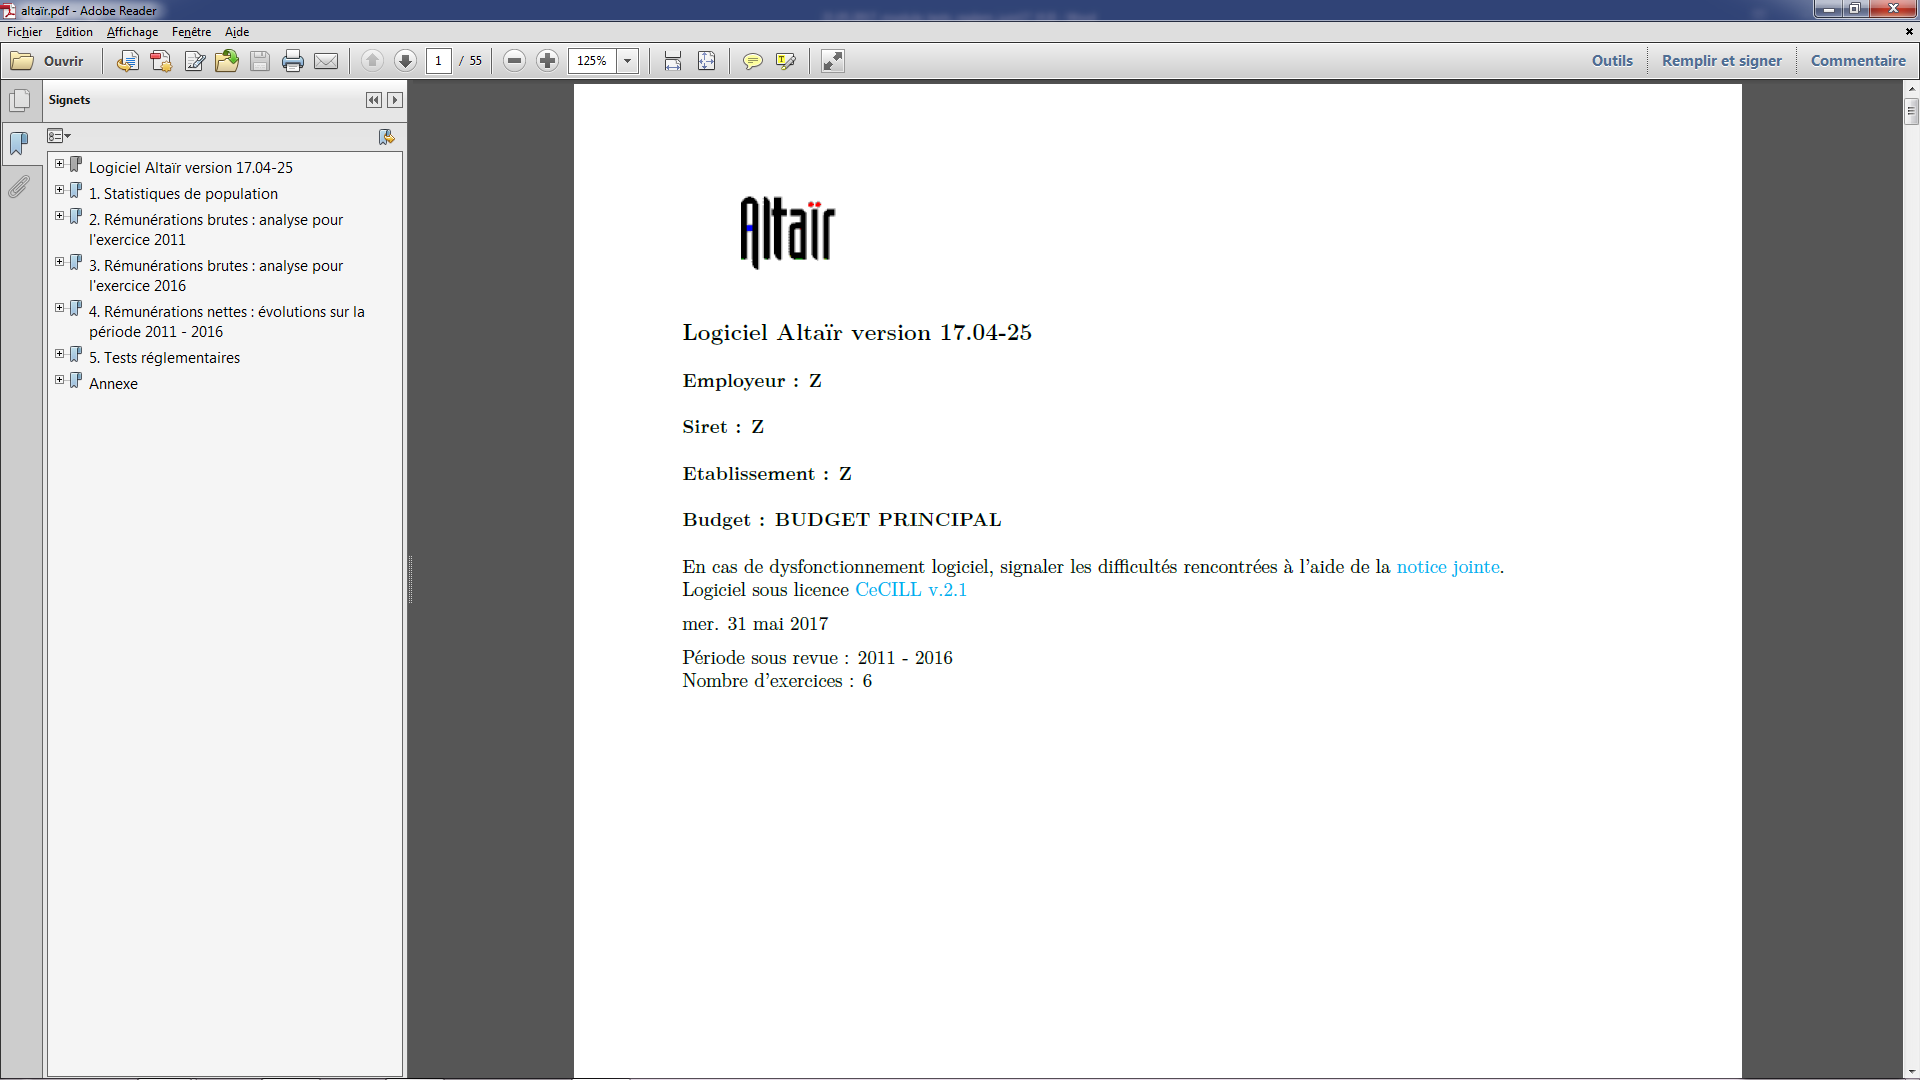 altaïr.pdf - Adobe Reader
Fichier Edition Affichage Fenêtre Aide
Ouvrir 1 / 55 125% Outils Remplir et signer Commentaire
Signets
Logiciel Altaïr version 17.04-25
1. Statistiques de population
2. Rémunérations brutes : analyse pour
l'exercice 2011
3. Rémunérations brutes : analyse pour
l'exercice 2016
4. Rémunérations nettes : évolutions sur la
période 2011 - 2016
5. Tests réglementaires
Annexe
Altaïr
Logiciel Altaïr version 17.04-25
Employeur : Z
Siret : Z
Etablissement : Z
Budget : BUDGET PRINCIPAL
En cas de dysfonctionnement logiciel, signaler les difficultés rencontrées à l'aide de la notice jointe.
Logiciel sous licence CeCILL v.2.1
mer. 31 mai 2017
Période sous revue : 2011 - 2016
Nombre d'exercices : 6